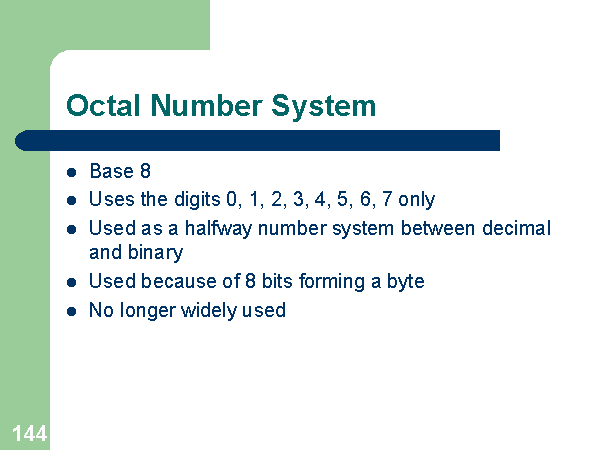 Octal Number System
Base 8
Uses the digits 0, 1, 2, 3, 4, 5, 6, 7 only
Used as a halfway number system between decimal
and binary
Used because of 8 bits forming a byte
No longer widely used
144